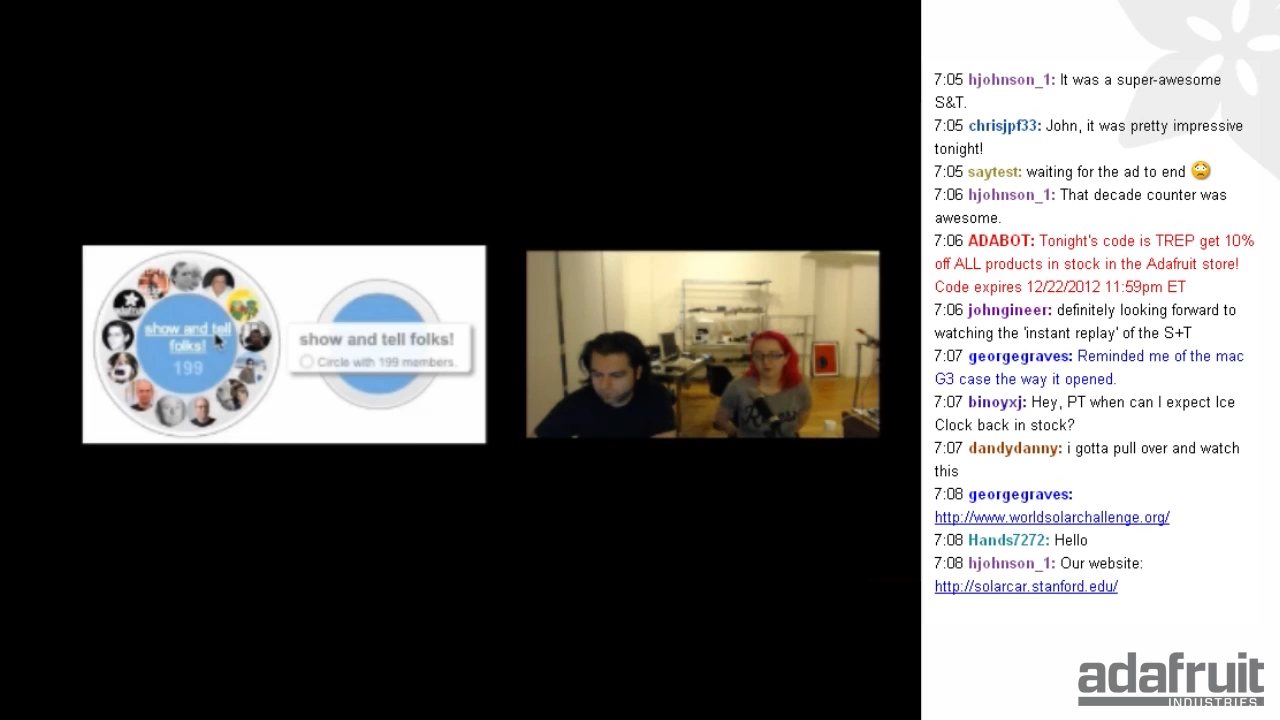 show and tell
folks!
199
show and tell folks!
Circle with 199 members.
7:05 hjohnson_1: It was a super-awesome
S&T.
7:05 chrisjpf33: John, it was pretty impressive
tonight!
7:05 saytest: waiting for the ad to end
7:06 hjohnson_1: That decade counter was
awesome.
7:06 ADABOT: Tonight's code is TREP get 10%
off ALL products in stock in the Adafruit store!
Code expires 12/22/2012 11:59pm ET
7:06 johngineer: definitely looking forward to
watching the 'instant replay' of the S+T
7:07 georgegraves: Reminded me of the mac
G3 case the way it opened.
7:07 binoyxj: Hey, PT when can I expect Ice
Clock back in stock?
7:07 dandydanny: i gotta pull over and watch
this
7:08 georgegraves:
http://www.worldsolarchallenge.org/
7:08 Hands7272: Hello
7:08 hjohnson_1: Our website:
http://solarcar.stanford.edu/
adafruit
INDUSTRIES